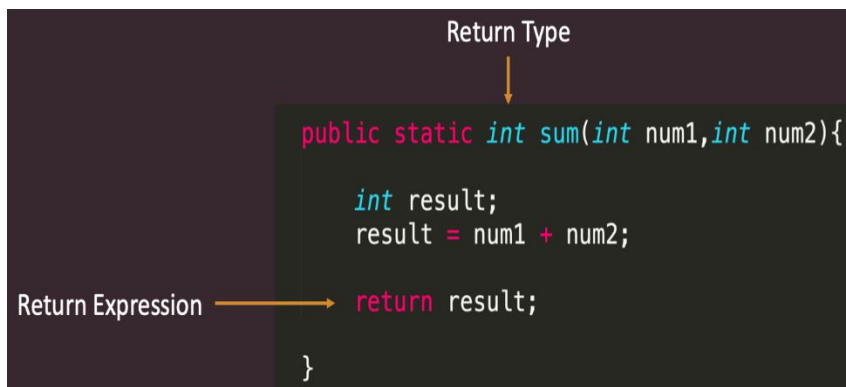 Return Type
public static int sum(int num1,int num2){
int result;
result = num1 + num2;
Return Expression
return result;
}